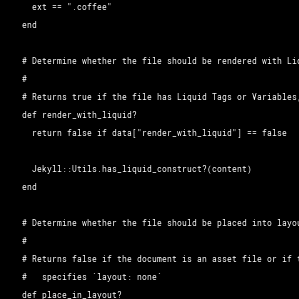 ext == ".coffee"
end
# Determine whether the file should be rendered with
#
# Returns true if the file has Liquid Tags or Variables,
def render_with_liquid?
return false if data["render_with_liquid"] == false
Jekyll::Utils.has_liquid_construct?(content)
end
# Determine whether the file should be placed into
#
# Returns false if the document is an asset file or if
#   specifies `layout: none`
def place_in_layout?